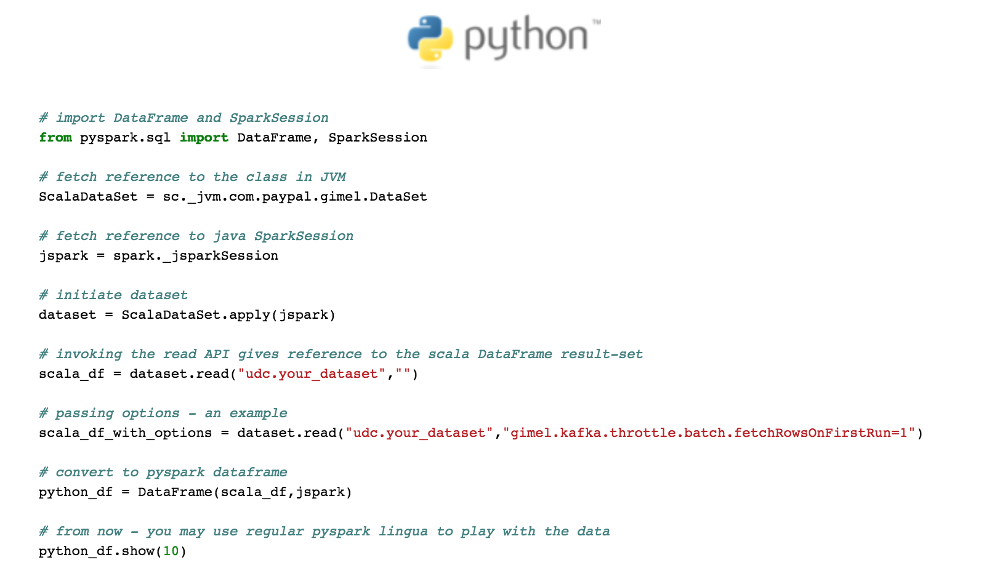 python™
# import DataFrame and SparkSession
from pyspark.sql import DataFrame, SparkSession
# fetch reference to the class in JVM
ScalaDataSet = sc._jvm.com.paypal.gimel.DataSet
# fetch reference to java SparkSession
jspark = spark._jsparkSession
# initiate dataset
dataset = ScalaDataSet.apply(jspark)
# invoking the read API gives reference to the scala DataFrame result-set
scala_df = dataset.read("udc.your_dataset","")
# passing options - an example
scala_df_with_options = dataset.read("udc.your_dataset","gimel.kafka.throttle.batch.fetchRowsOnFirstRun=1")
# convert to pyspark dataframe
python_df = DataFrame(scala_df,jspark)
# from now - you may use regular pyspark lingua to play with the data
python_df.show(10)